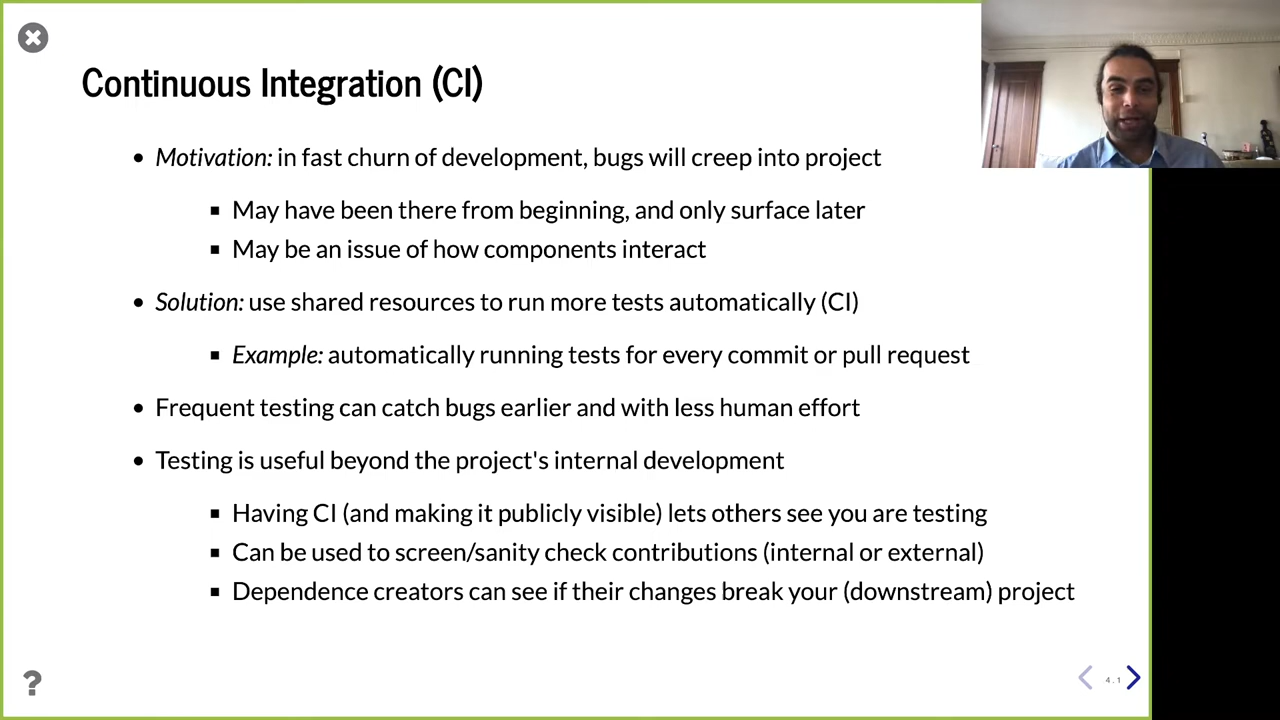 Continuous Integration (CI)
Motivation: in fast churn of development, bugs will creep into project
May have been there from beginning, and only surface later
May be an issue of how components interact
Solution: use shared resources to run more tests automatically (CI)
Example: automatically running tests for every commit or pull request
Frequent testing can catch bugs earlier and with less human effort
Testing is useful beyond the project's internal development
Having CI (and making it publicly visible) lets others see you are testing
Can be used to screen/sanity check contributions (internal or external)
Dependence creators can see if their changes break your (downstream) project
?
4.1